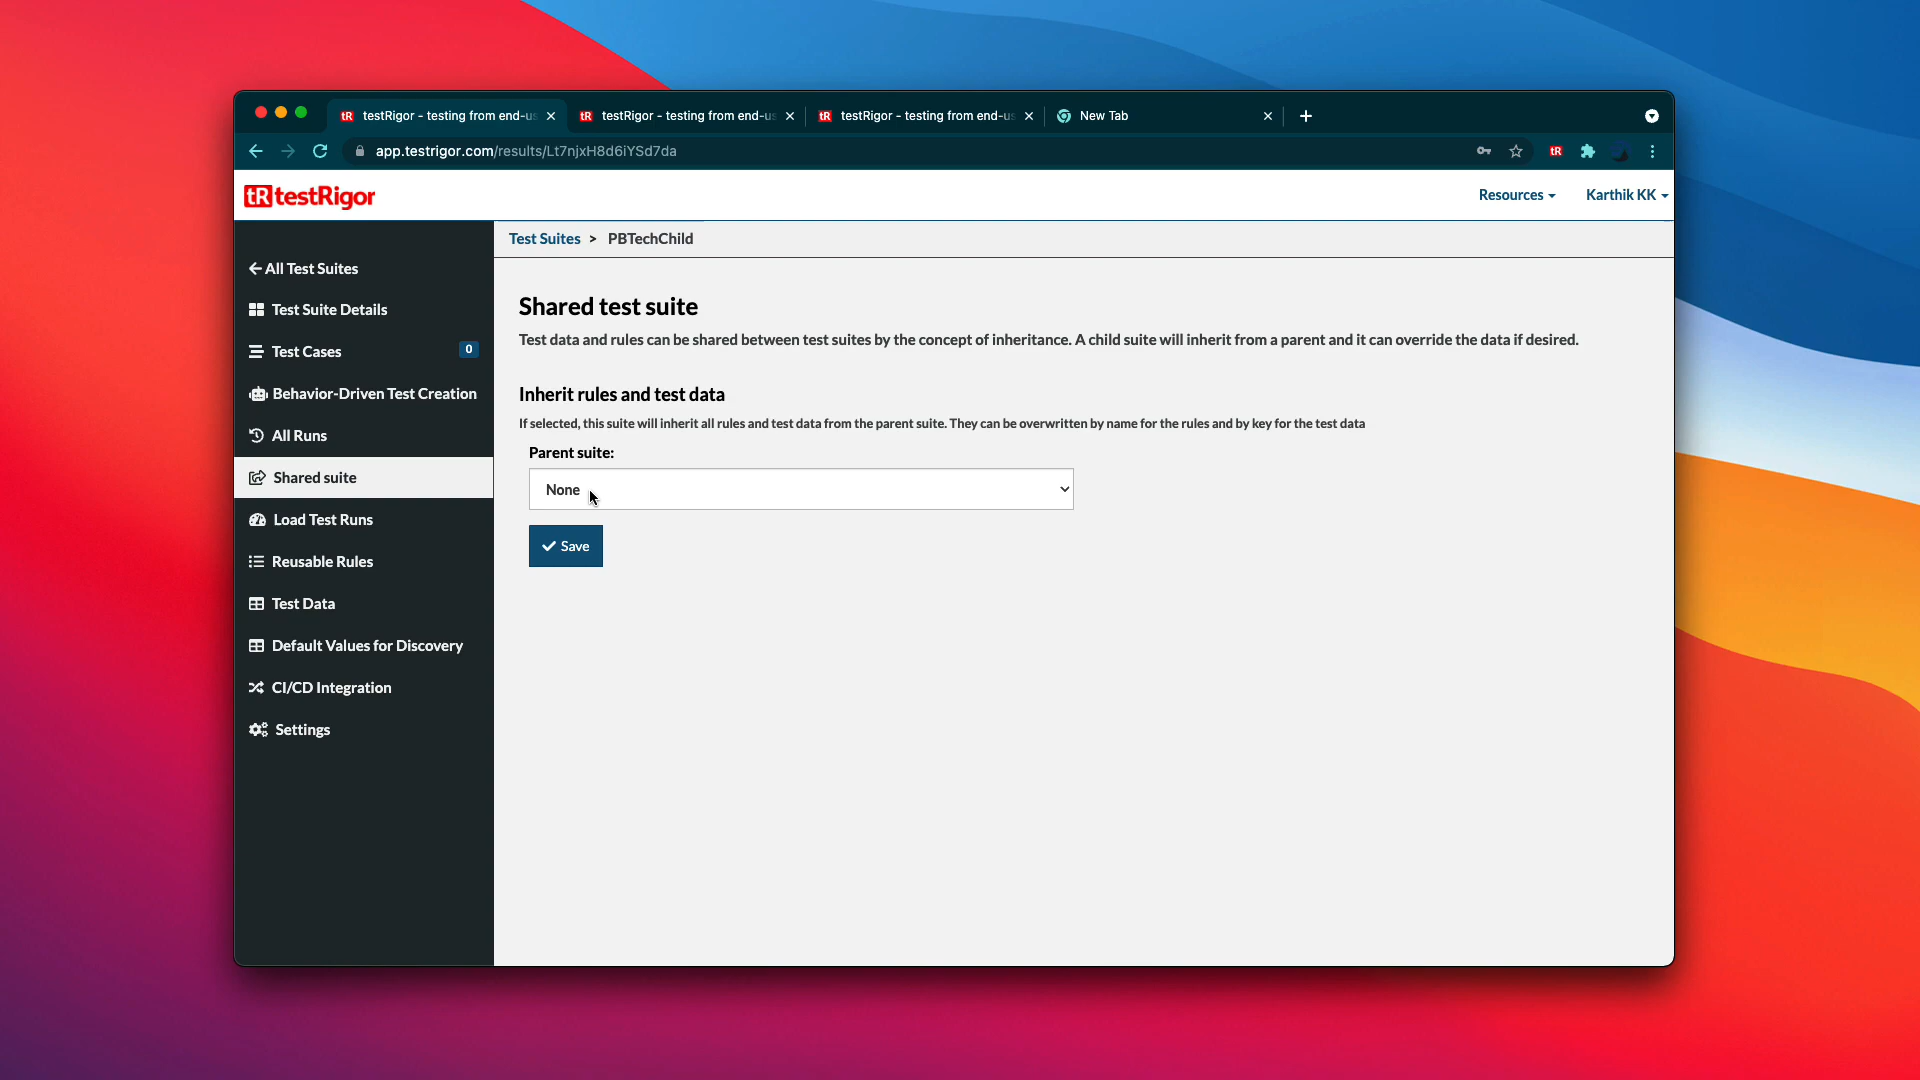 tR testRigor - testing from end-us
tR testRigor - testing from end-us
tR testRigor - testing from end-us
New Tab
app.testrigor.com/results/Lt7njxH8d6iYSd7da
tR
tR testRigor
Resources
Karthik KK
Test Suites > PBTechChild
All Test Suites
Test Suite Details
Test Cases 0
Behavior-Driven Test Creation
All Runs
Shared suite
Load Test Runs
Reusable Rules
Test Data
Default Values for Discovery
CI/CD Integration
Settings
Shared test suite
Test data and rules can be shared between test suites by the concept of inheritance. A child suite will inherit from a parent and it can override the data if desired.
Inherit rules and test data
If selected, this suite will inherit all rules and test data from the parent suite. They can be overwritten by name for the rules and by key for the test data
Parent suite:
None
Save